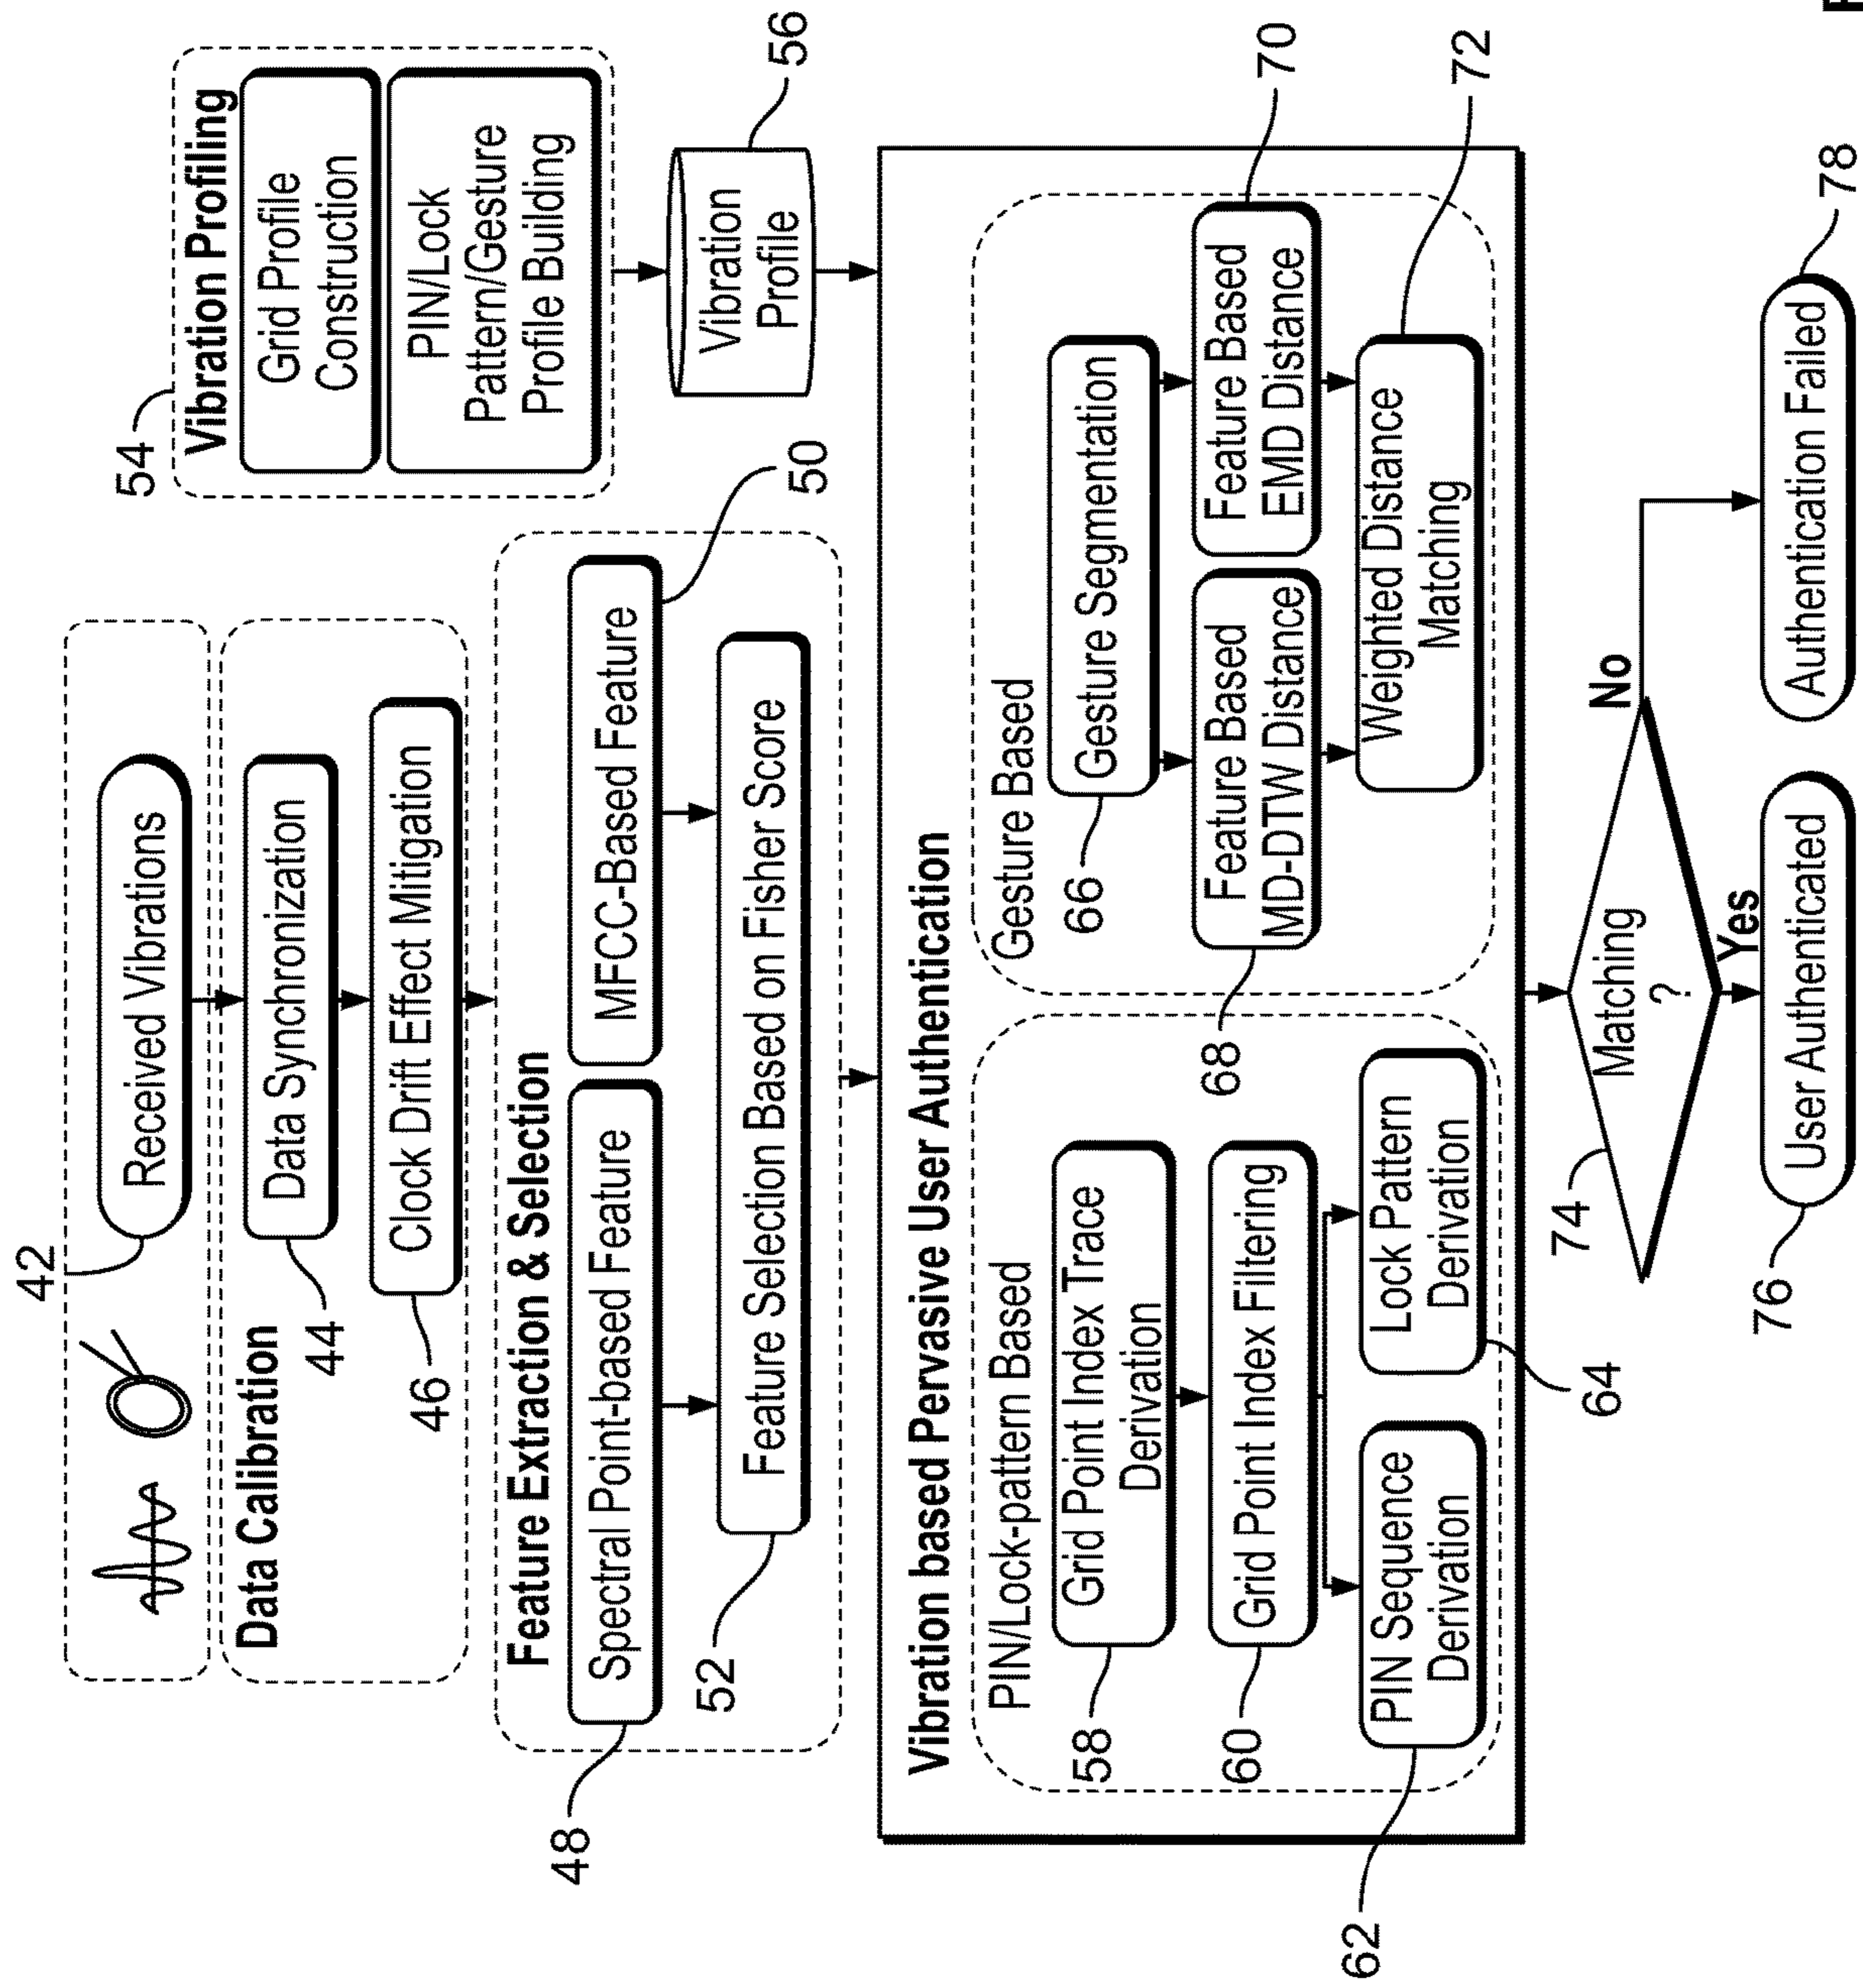 42
Received Vibrations
Data Calibration
44
Data Synchronization
46
Clock Drift Effect Mitigation
Feature Extraction & Selection
48
Spectral Point-based Feature
MFCC-Based Feature
50
52
Feature Selection Based on Fisher Score
54
Vibration Profiling
Grid Profile
Construction
PIN/Lock
Pattern/Gesture
Profile Building
Vibration
Profile
56
Vibration based Pervasive User Authentication
PIN/Lock-pattern Based
58
Grid Point Index Trace
Derivation
60
Grid Point Index Filtering
62
PIN Sequence
Derivation
Lock Pattern
Derivation
64
Gesture Based
66
Gesture Segmentation
68
Feature Based
MD-DTW Distance
Feature Based
EMD Distance
70
Weighted Distance
Matching
72
74
Matching
?
No
Yes
76
User Authenticated
Authentication Failed
78